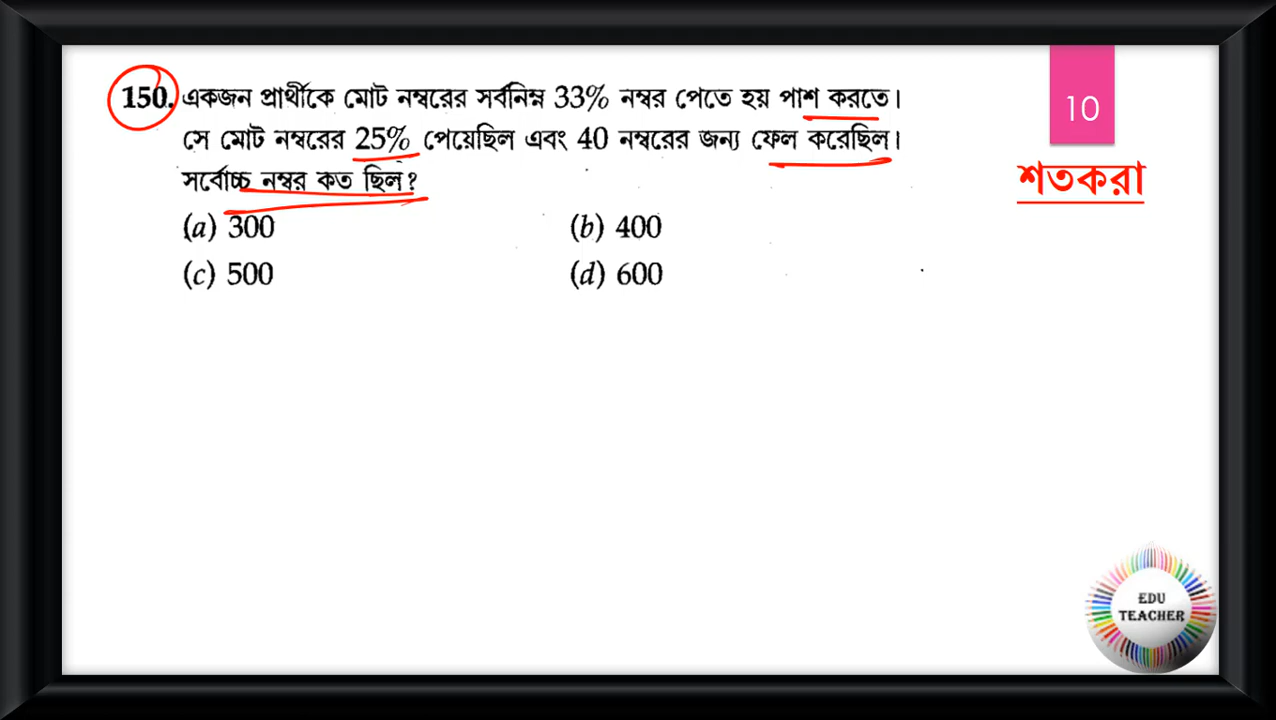 150. একজন প্রার্থীকে মোট নম্বরের সর্বনিম্ন 33% নম্বর পেতে হয় পাশ করতে।
সে মোট নম্বরের 25% পেয়েছিল এবং 40 নম্বরের জন্য ফেল করেছিল।
সর্বোচ্চ নম্বর কত ছিল?
(a) 300 (b) 400
(c) 500 (d) 600
10
শতকরা
EDU
TEACHER